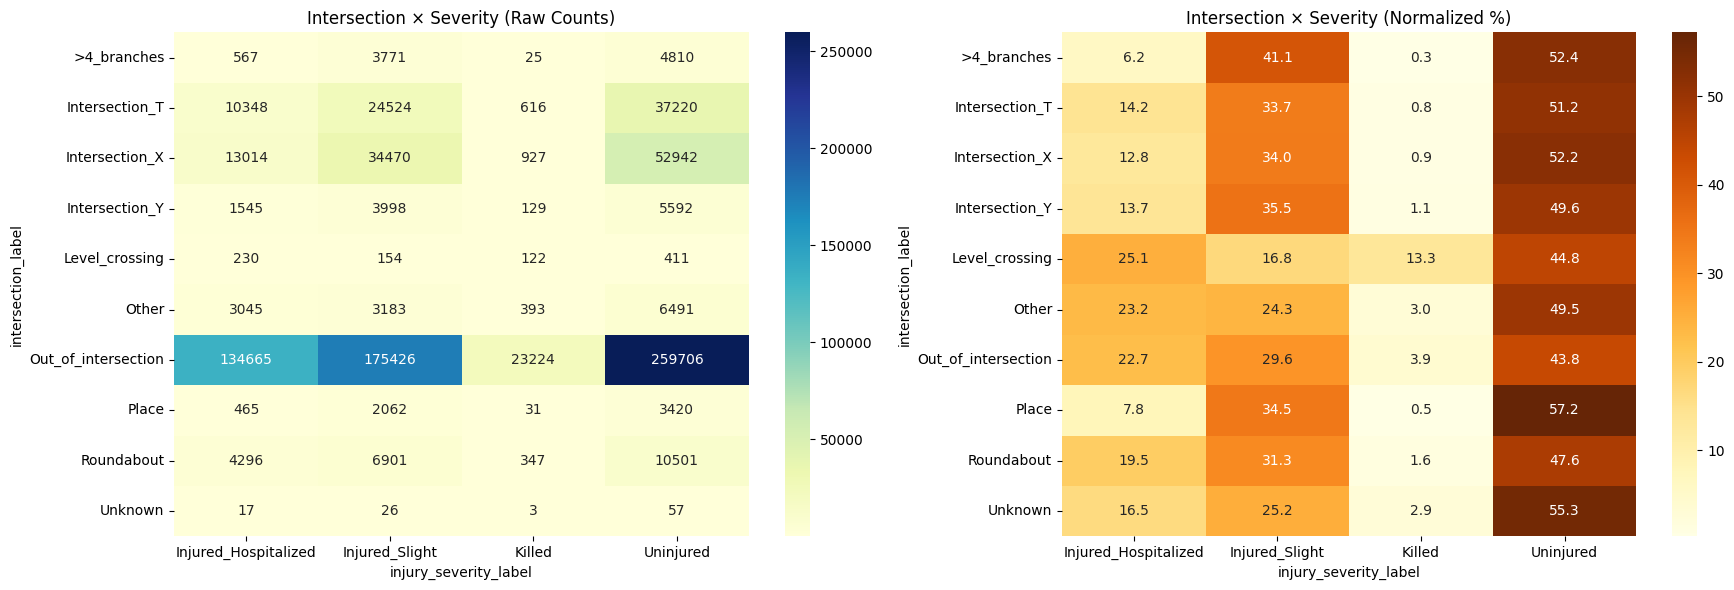 Intersection × Severity (Raw Counts)
intersection_label
>4_branches 567 3771 25 4810
Intersection_T 10348 24524 616 37220
Intersection_X 13014 34470 927 52942
Intersection_Y 1545 3998 129 5592
Level_crossing 230 154 122 411
Other 3045 3183 393 6491
Out_of_intersection 134665 175426 23224 259706
Place 465 2062 31 3420
Roundabout 4296 6901 347 10501
Unknown 17 26 3 57
Injured_Hospitalized Injured_Slight Killed Uninjured
injury_severity_label
250000
200000
150000
100000
50000
Intersection × Severity (Normalized %)
intersection_label
>4_branches 6.2 41.1 0.3 52.4
Intersection_T 14.2 33.7 0.8 51.2
Intersection_X 12.8 34.0 0.9 52.2
Intersection_Y 13.7 35.5 1.1 49.6
Level_crossing 25.1 16.8 13.3 44.8
Other 23.2 24.3 3.0 49.5
Out_of_intersection 22.7 29.6 3.9 43.8
Place 7.8 34.5 0.5 57.2
Roundabout 19.5 31.3 1.6 47.6
Unknown 16.5 25.2 2.9 55.3
Injured_Hospitalized Injured_Slight Killed Uninjured
injury_severity_label
50
40
30
20
10